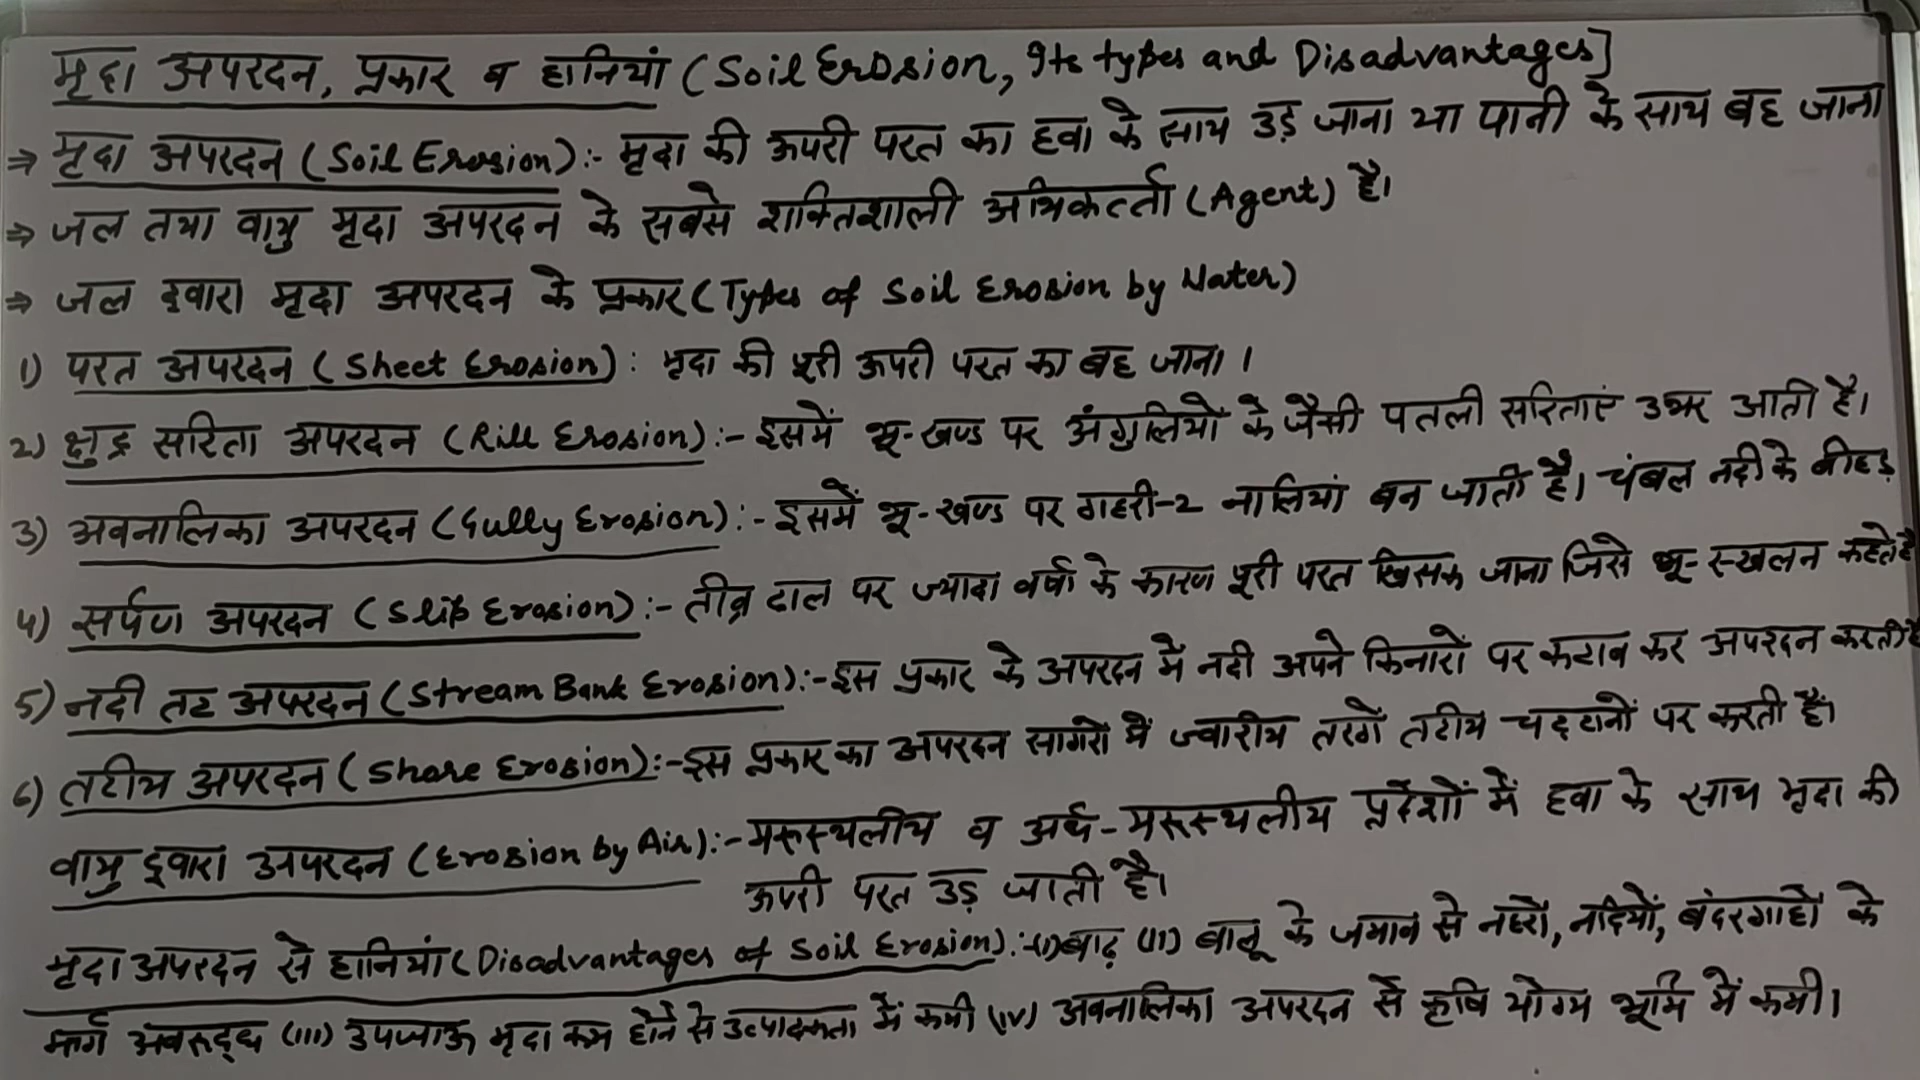 मृदा अपरदन, प्रकार व हानियां (Soil Erosion, Its types and Disadvantages]
⇒ मृदा अपरदन (Soil Erosion):- मृदा की ऊपरी परत का हवा के साथ उड़ जाना या पानी के साथ बह जाना
⇒ जल तथा वायु मृदा अपरदन के सबसे शक्तिशाली अभिकर्त्ता (Agent) है।
⇒ जल द्वारा मृदा अपरदन के प्रकार (Types of Soil Erosion by Water)
1) परत अपरदन (Sheet Erosion): मृदा की पूरी ऊपरी परत का बह जाना।
2) क्षुद्र सरिता अपरदन (Rill Erosion):- इसमें भू-खण्ड पर अंगुलियों के जैसी पतली सरिताएं उभर आती है।
3) अवनालिका अपरदन (Gully Erosion):- इसमें भू-खण्ड पर गहरी-2 नालियां बन जाती है। चंबल नदी के बीहड़
4) सर्पण अपरदन (Slip Erosion):- तीव्र ढाल पर ज्यादा वर्षा के कारण पूरी परत खिसक जाना जिसे भू-स्खलन कहते है
5) नदी तट अपरदन (Stream Bank Erosion):- इस प्रकार के अपरदन में नदी अपने किनारों पर कटाव कर अपरदन करती है
6) तटीय अपरदन (Shore Erosion):- इस प्रकार का अपरदन सागरों में ज्वारीय तरंगें तटीय चट्टानों पर करती हैं।
वायु द्वारा अपरदन (Erosion by Air):- मरूस्थलीय व अर्ध-मरूस्थलीय प्रदेशों में हवा के साथ मृदा की
ऊपरी परत उड़ जाती है।
मृदा अपरदन से हानियां (Disadvantages of Soil Erosion):-(I) बाढ़ (II) बालू के जमाव से नहरों, नदियों, बंदरगाहों के
मार्ग अवरूद्ध (III) उपजाऊ मृदा कम होने से उत्पादकता में कमी (IV) अवनालिका अपरदन से कृषि योग्य भूमि में कमी।